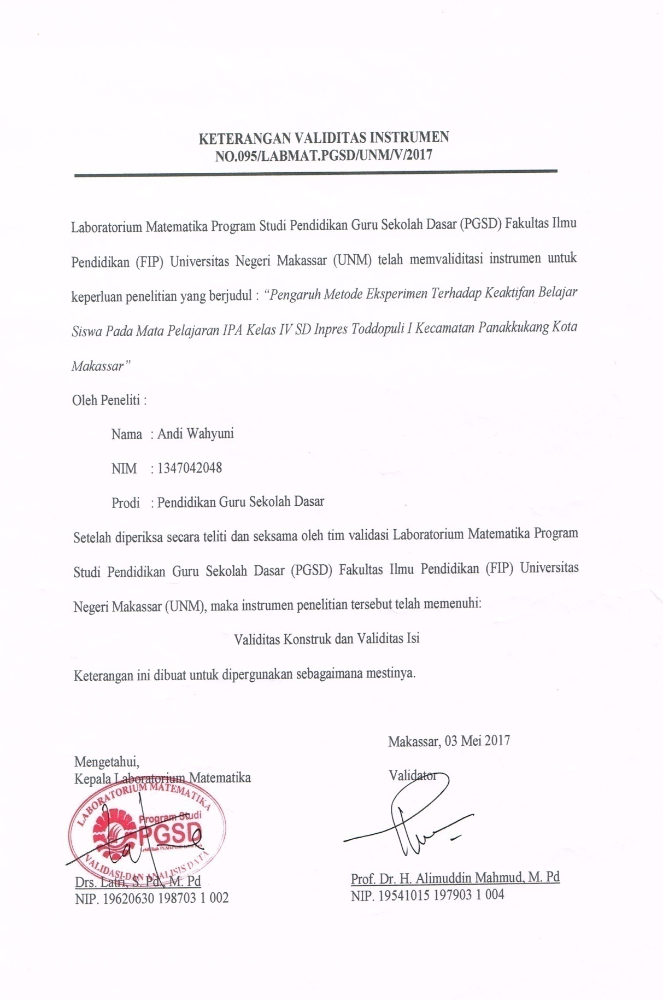 KETERANGAN VALIDITAS INSTRUMEN
NO.095/LABMAT.PGSD/UNM/V/2017
Laboratorium Matematika Program Studi Pendidikan Guru Sekolah Dasar (PGSD) Fakultas Ilmu
Pendidikan (FIP) Universitas Negeri Makassar (UNM) telah memvaliditasi instrumen untuk
keperluan penelitian yang berjudul : “Pengaruh Metode Eksperimen Terhadap Keaktifan Belajar
Siswa Pada Mata Pelajaran IPA Kelas IV SD Inpres Toddopuli I Kecamatan Panakkukang Kota
Makassar”
Oleh Peneliti :
Nama : Andi Wahyuni
NIM : 1347042048
Prodi : Pendidikan Guru Sekolah Dasar
Setelah diperiksa secara teliti dan seksama oleh tim validasi Laboratorium Matematika Program
Studi Pendidikan Guru Sekolah Dasar (PGSD) Fakultas Ilmu Pendidikan (FIP) Universitas
Negeri Makassar (UNM), maka instrumen penelitian tersebut telah memenuhi:
Validitas Konstruk dan Validitas Isi
Keterangan ini dibuat untuk dipergunakan sebagaimana mestinya.
Makassar, 03 Mei 2017
Mengetahui,
Kepala Laboratorium Matematika
Validator
LABORATORIUM MATEMATIKA
Program Studi
PGSD
VALIDASI DAN ANALISIS DATA
Drs. Latri, S. Pd., M. Pd
NIP. 19620630 198703 1 002
Prof. Dr. H. Alimuddin Mahmud, M. Pd
NIP. 19541015 197903 1 004